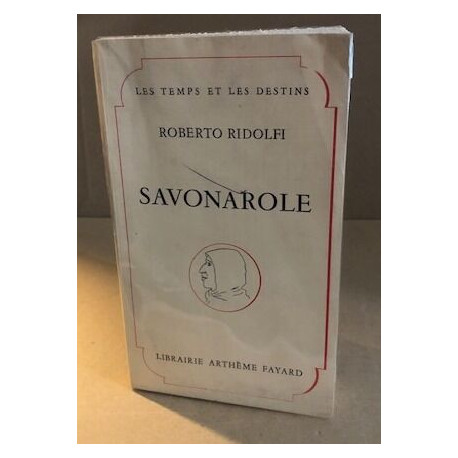 LES TEMPS ET LES DESTINS
ROBERTO RIDOLFI
SAVONAROLE
LIBRAIRIE ARTHÈME FAYARD